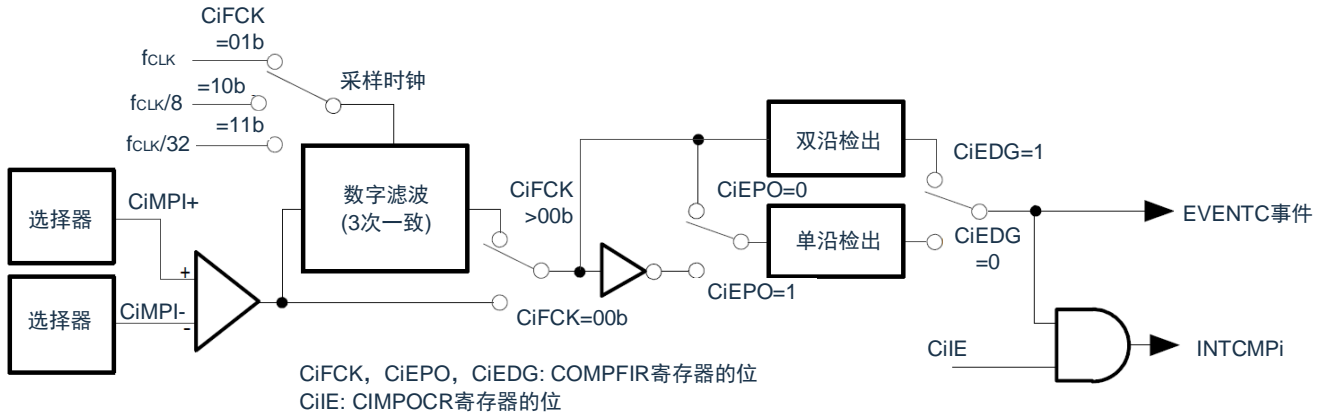 CiFCK
=01b
fCLK
采样时钟
=10b
fCLK/8
=11b
fCLK/32
双沿检出
CiEDG=1
数字滤波
(3次一致)
CiFCK
>00b
CiEPO=0
选择器
CiMPI+
EVENTC事件
单沿检出
CiEDG
=0
+
CiEPO=1
选择器
CiMPI-
-
CiFCK=00b
CiIE
INTCMPi
CiFCK，CiEPO，CiEDG: COMPFIR寄存器的位
CiIE: CIMPOCR寄存器的位